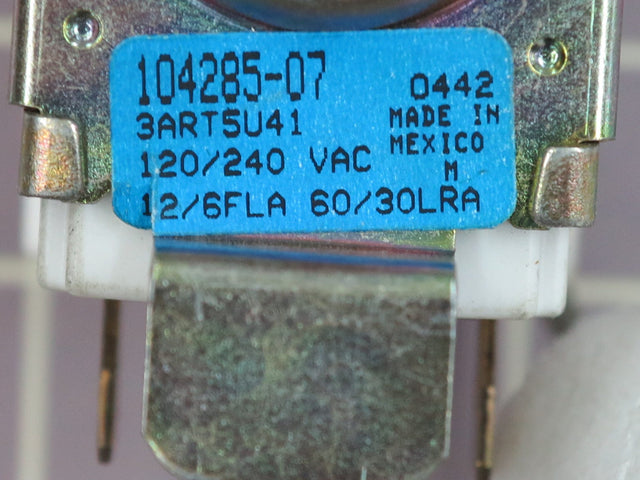 104285-07
0442
3ART5U41
MADE IN
MEXICO
120/240 VAC
M
12/6FLA 60/30LRA